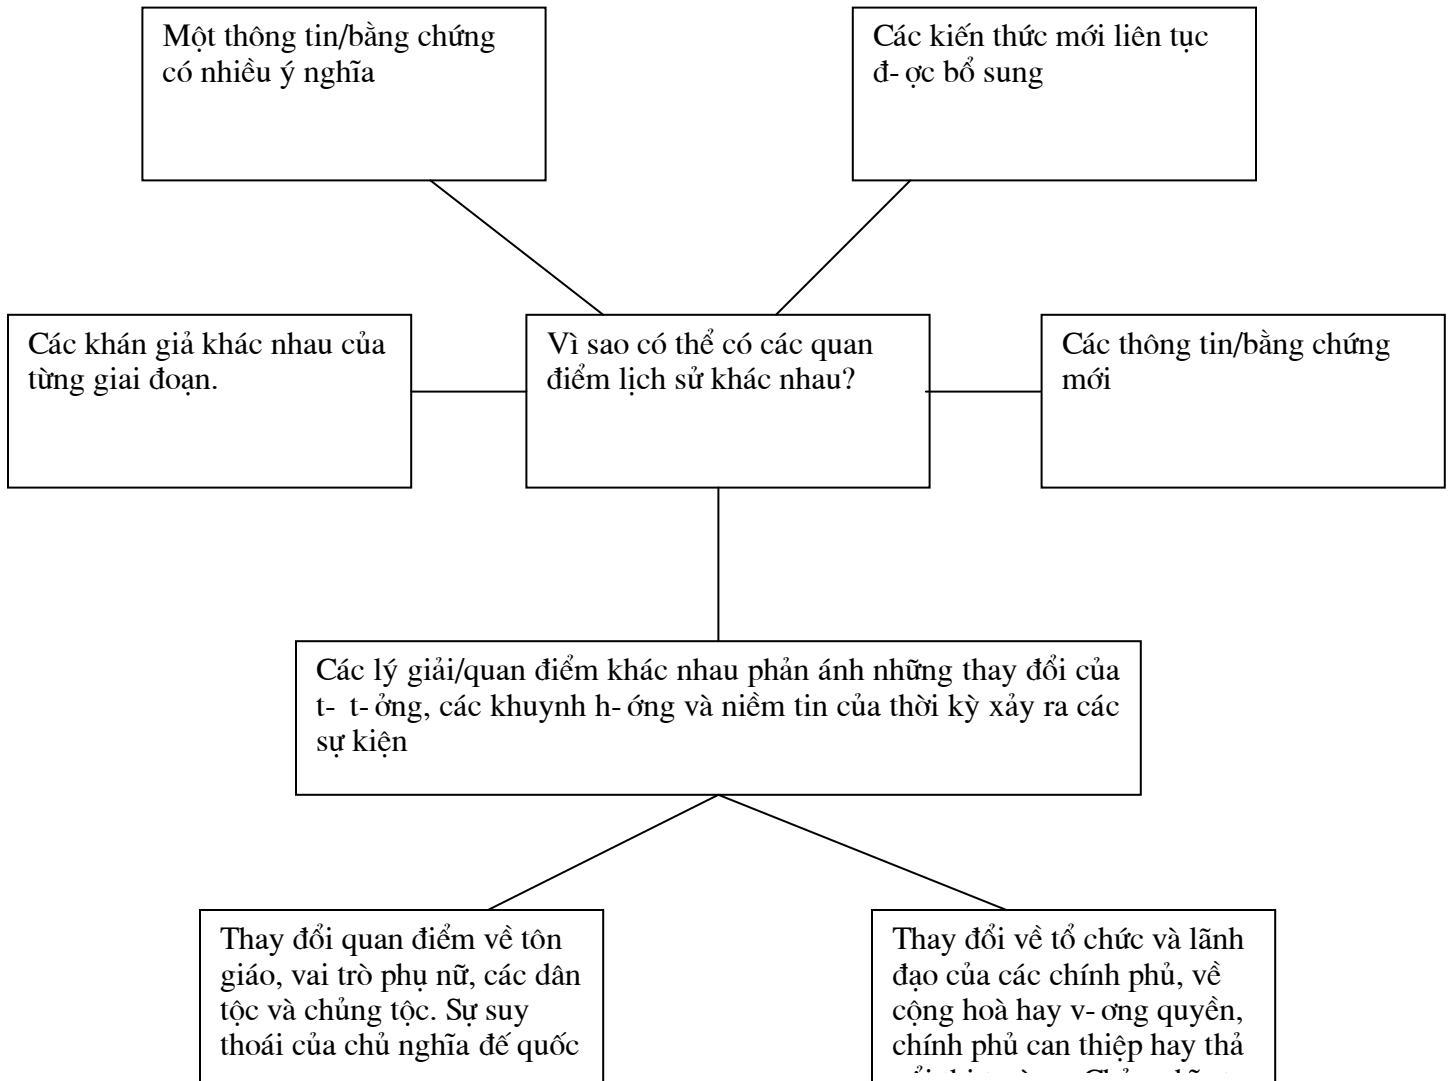 Một thông tin/bằng chứng
có nhiều ý nghĩa
Các kiến thức mới liên tục
đ- ợc bổ sung
Các khán giả khác nhau của
từng giai đoạn.
Vì sao có thể có các quan
điểm lịch sử khác nhau?
Các thông tin/bằng chứng
mới
Các lý giải/quan điểm khác nhau phản ánh những thay đổi của
t- t- ởng, các khuynh h- ớng và niềm tin của thời kỳ xảy ra các
sự kiện
Thay đổi quan điểm về tôn
giáo, vai trò phụ nữ, các dân
tộc và chủng tộc. Sự suy
thoái của chủ nghĩa đế quốc
Thay đổi về tổ chức và lãnh
đạo của các chính phủ, về
cộng hoà hay v- ơng quyền,
chính phủ can thiệp hay thả